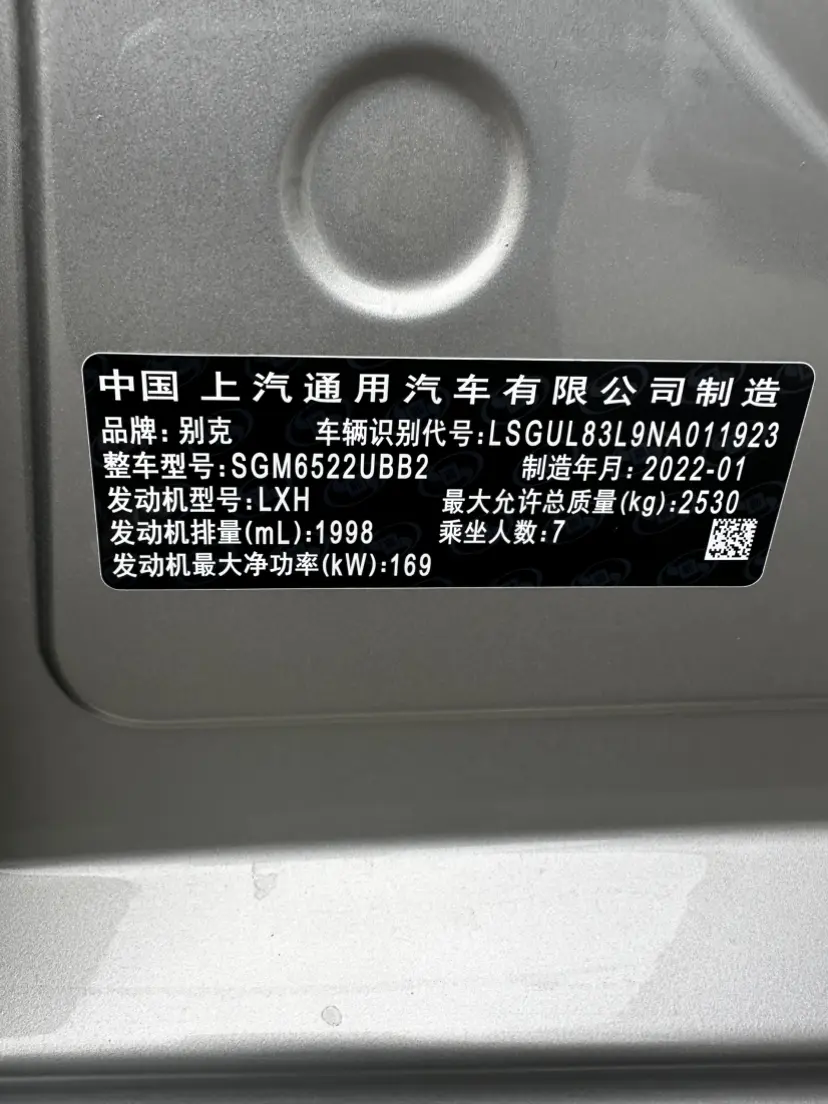 中国上汽通用汽车有限公司制造
品牌:别克 车辆识别代号:LSGUL83L9NA011923
整车型号:SGM6522UBB2 制造年月:2022-01
发动机型号:LXH 最大允许总质量(kg):2530
发动机排量(mL):1998 乘坐人数:7
发动机最大净功率(kW):169